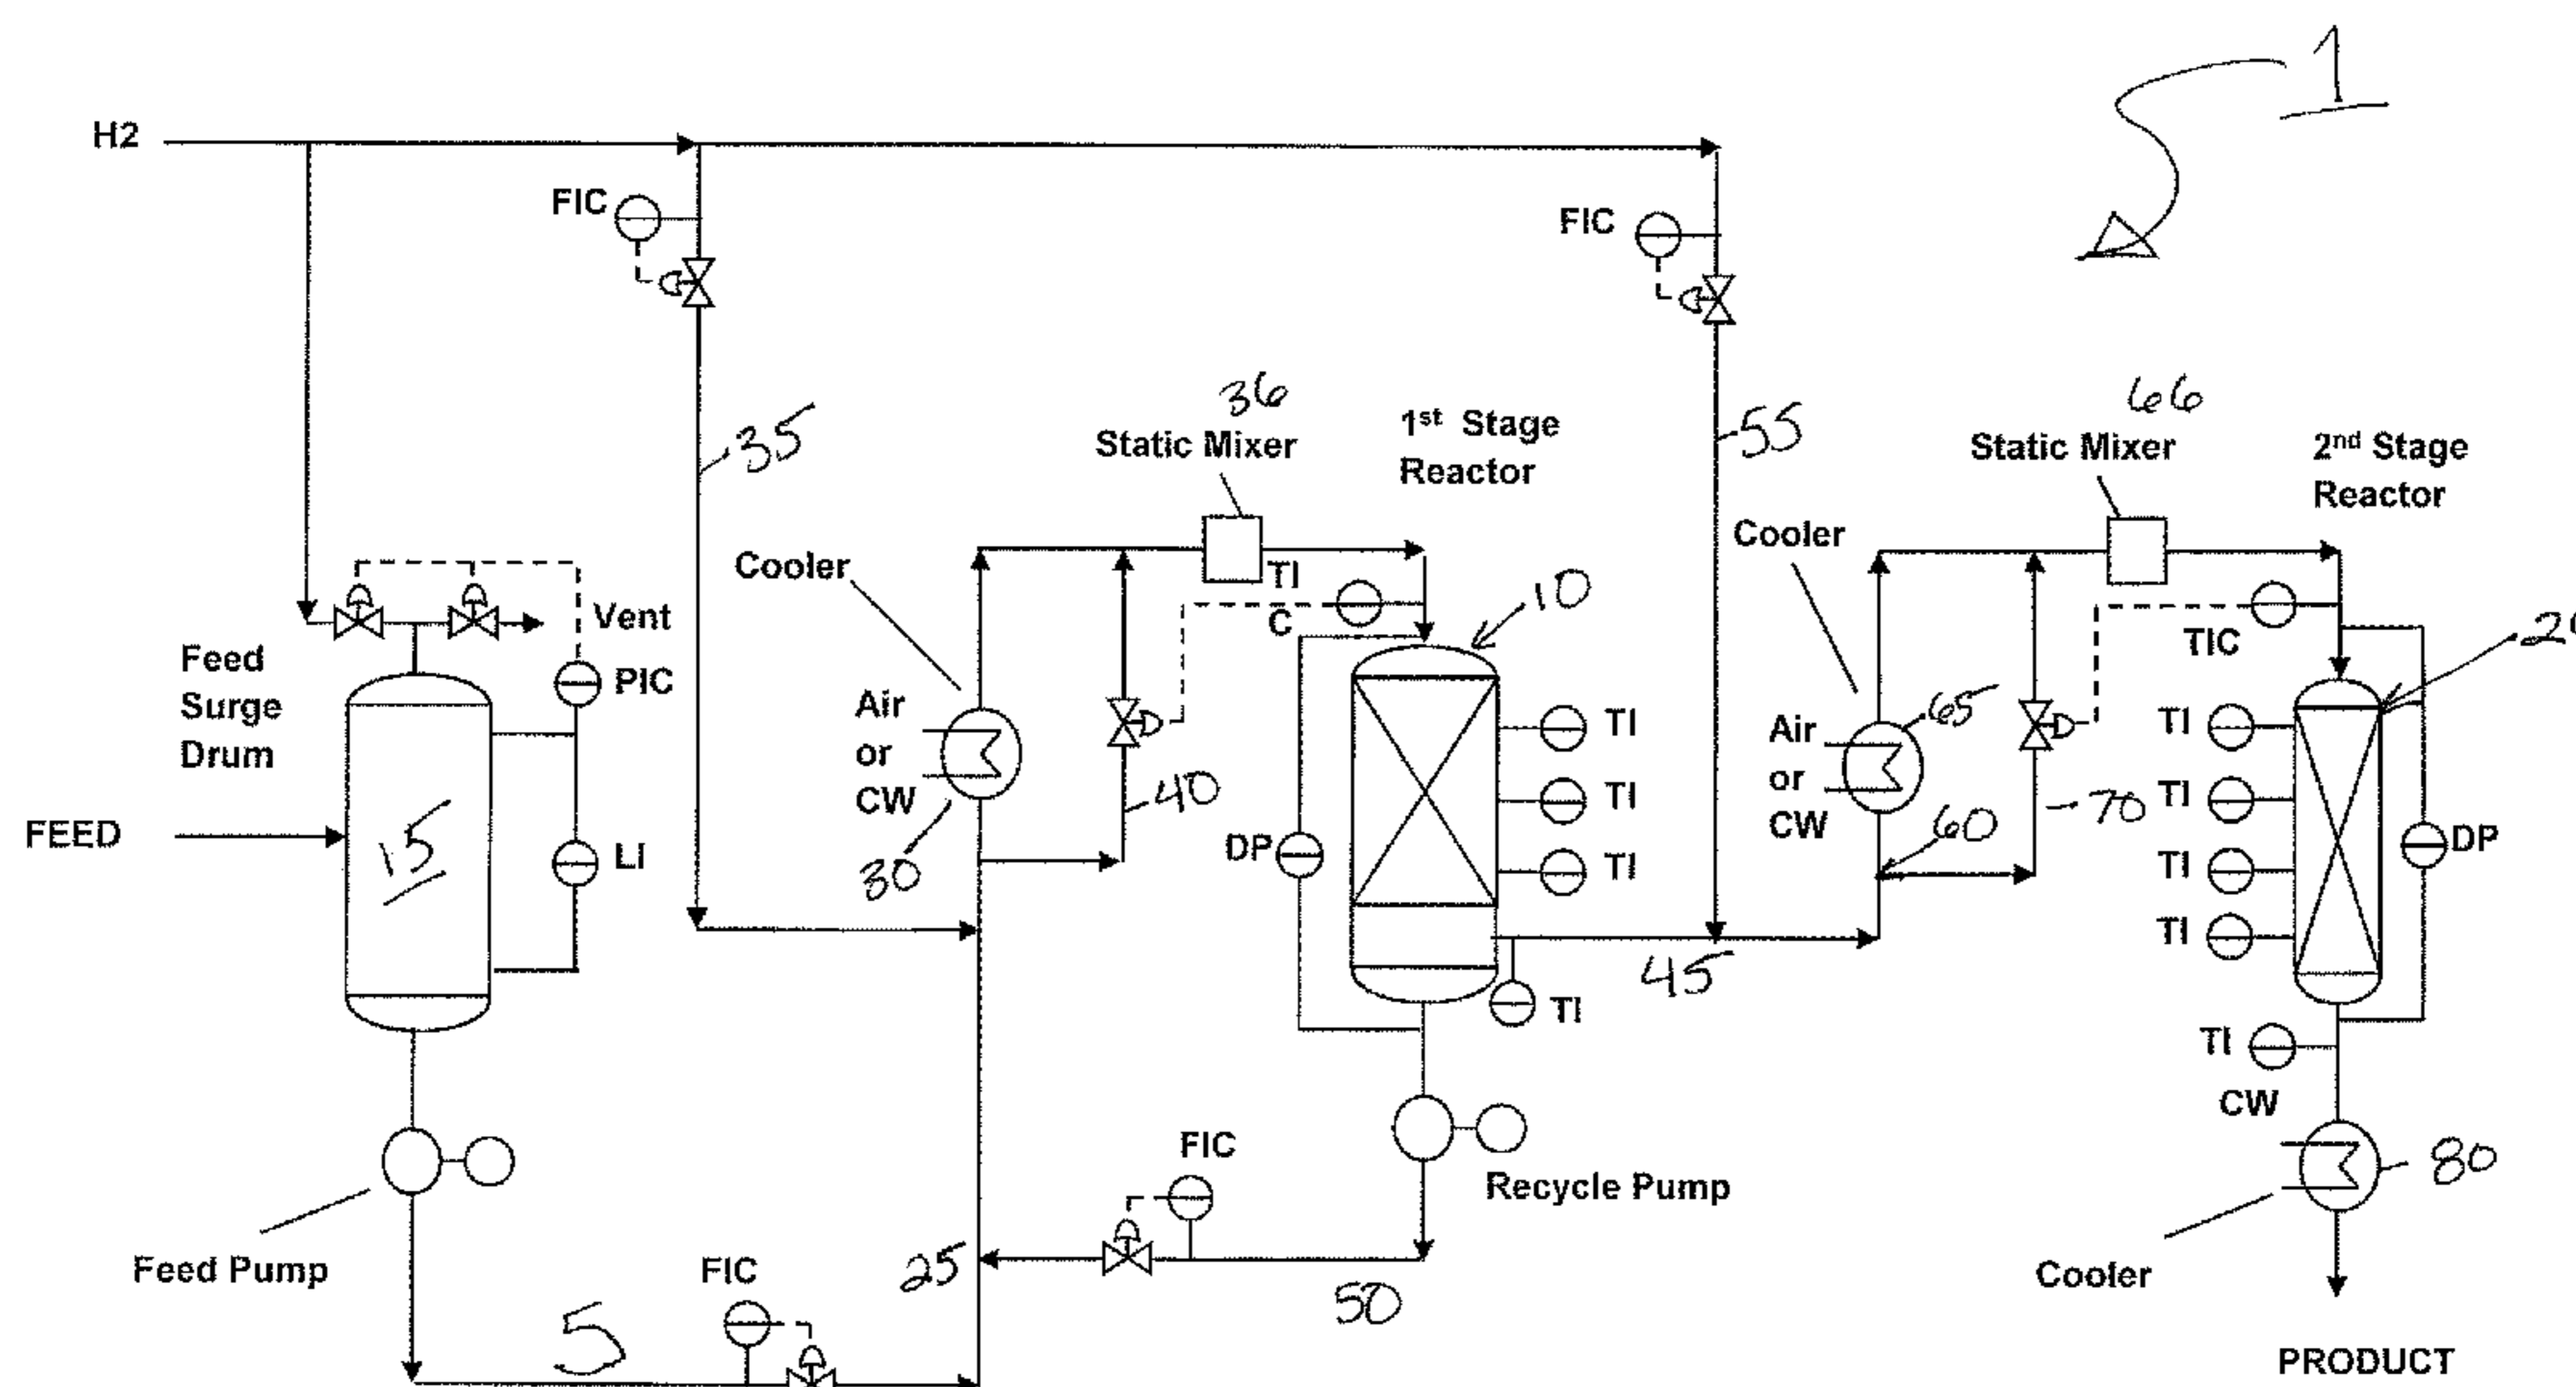 1
H2
FIC
FIC
35
36
Static Mixer
1st Stage
Reactor
55
66
Static Mixer
2nd Stage
Reactor
Cooler
Cooler
TI
C
10
Vent
TIC
Feed
Surge
Drum
PIC
Air
or
CW
30
40
TI
TI
TI
DP
Air
or
CW
65
60
70
TI
TI
TI
TI
DP
FEED
15
LI
45
TI
TI
CW
Feed Pump
FIC
5
25
FIC
50
Recycle Pump
80
Cooler
PRODUCT